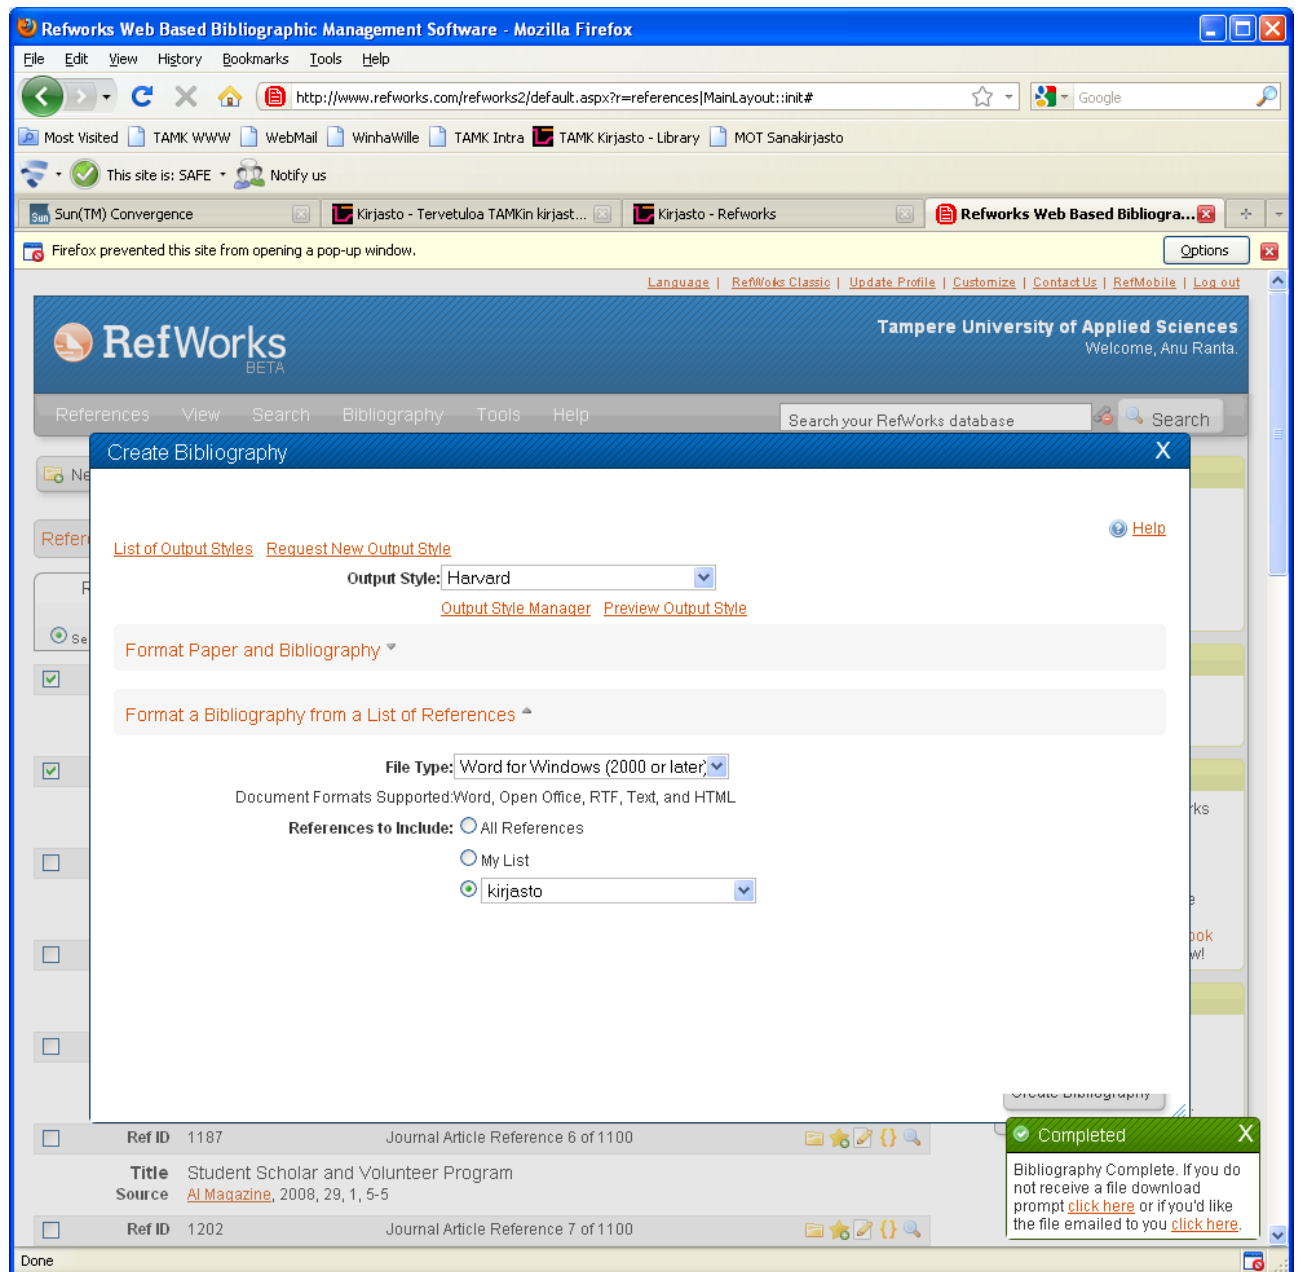 Refworks Web Based Bibliographic Management Software - Mozilla Firefox
File Edit View History Bookmarks Tools Help
http://www.refworks.com/refworks2/default.aspx?r=references|MainLayout::init# Google
Most Visited TAMK WWW WebMail WinhaWille TAMK Intra TAMK Kirjasto - Library MOT Sanakirjasto
This site is: SAFE Notify us
Sun Sun(TM) Convergence Kirjasto - Tervetuloa TAMKin kirjast... Kirjasto - Refworks Refworks Web Based Bibliogra...
Firefox prevented this site from opening a pop-up window. Options
Language | RefWoks Classic | Update Profile | Customize | Contact Us | RefMobile | Log out
RefWorks
BETA
Tampere University of Applied Sciences
Welcome, Anu Ranta.
References View Search Bibliography Tools Help Search your RefWorks database Search
Create Bibliography X
Ne
Help
Refer
List of Output Styles Request New Output Style
Output Style: Harvard
R
Output Style Manager Preview Output Style
Se
Format Paper and Bibliography
Format a Bibliography from a List of References
File Type: Word for Windows (2000 or later)
Document Formats Supported:Word, Open Office, RTF, Text, and HTML
rks
References to Include: All References
My List
kirjasto
e
ook
w!
Create Bibliography
Ref ID 1187 Journal Article Reference 6 of 1100
Title Student Scholar and Volunteer Program
Source AI Magazine, 2008, 29, 1, 5-5
Ref ID 1202 Journal Article Reference 7 of 1100
Completed X
Bibliography Complete. If you do
not receive a file download
prompt click here or if you'd like
the file emailed to you click here.
Done